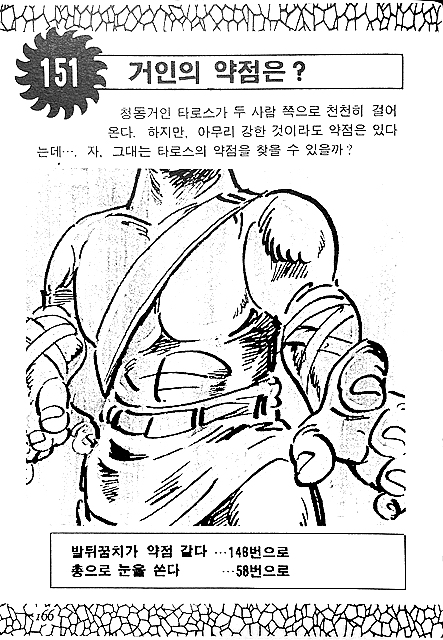 151 거인의 약점은?
청동거인 타로스가 두 사람 쪽으로 천천히 걸어
온다. 하지만, 아무리 강한 것이라도 약점은 있다
는데…. 자, 그대는 타로스의 약점을 찾을 수 있을까?
발뒤꿈치가 약점 같다 …148번으로
총으로 눈을 쏜다 …58번으로
166